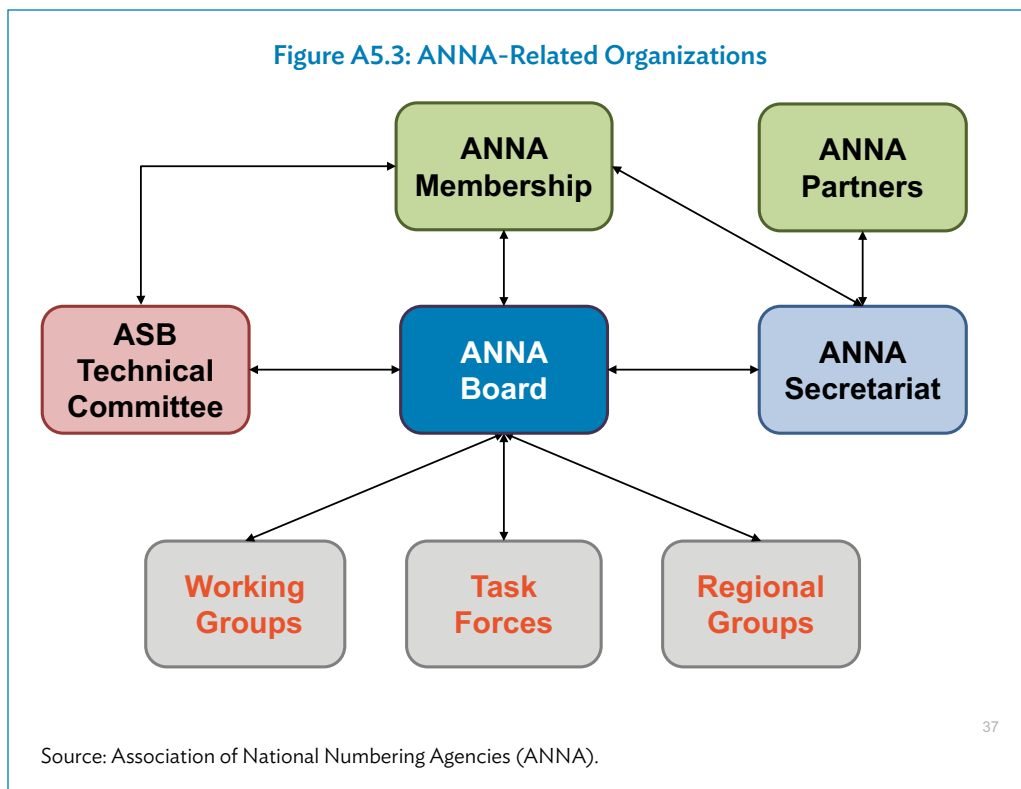 Figure A5.3: ANNA-Related Organizations
ANNA
Membership
ANNA
Partners
ASB
Technical
Committee
ANNA
Board
ANNA
Secretariat
Working
Groups
Task
Forces
Regional
Groups
37
Source: Association of National Numbering Agencies (ANNA).